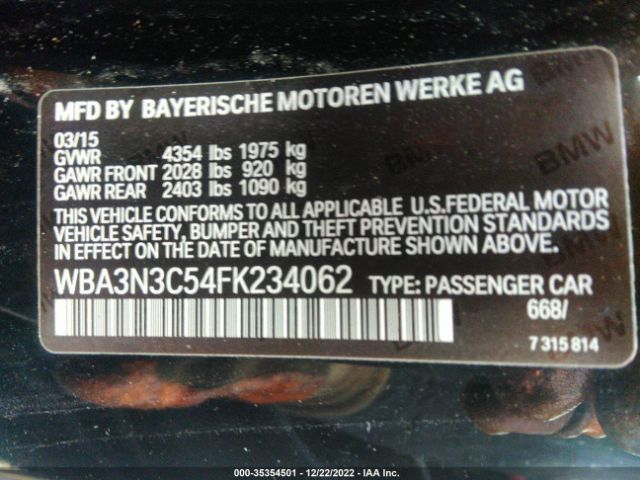 MFD BY BAYERISCHE MOTOREN WERKE AG
03/15
GVWR 4354 lbs 1975 kg
GAWR FRONT 2028 lbs 920 kg
GAWR REAR 2403 lbs 1090 kg
THIS VEHICLE CONFORMS TO ALL APPLICABLE U.S.FEDERAL MOTOR
VEHICLE SAFETY, BUMPER AND THEFT PREVENTION STANDARDS
IN EFFECT ON THE DATE OF MANUFACTURE SHOWN ABOVE.
WBA3N3C54FK234062 TYPE: PASSENGER CAR
668/
7 315 814
BMW
BMW
000-35354501 - 12/22/2022 - IAA Inc.